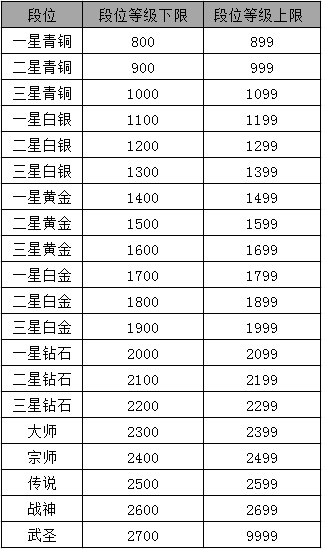 段位 段位等级下限 段位等级上限
一星青铜 800 899
二星青铜 900 999
三星青铜 1000 1099
一星白银 1100 1199
二星白银 1200 1299
三星白银 1300 1399
一星黄金 1400 1499
二星黄金 1500 1599
三星黄金 1600 1699
一星白金 1700 1799
二星白金 1800 1899
三星白金 1900 1999
一星钻石 2000 2099
二星钻石 2100 2199
三星钻石 2200 2299
大师 2300 2399
宗师 2400 2499
传说 2500 2599
战神 2600 2699
武圣 2700 9999